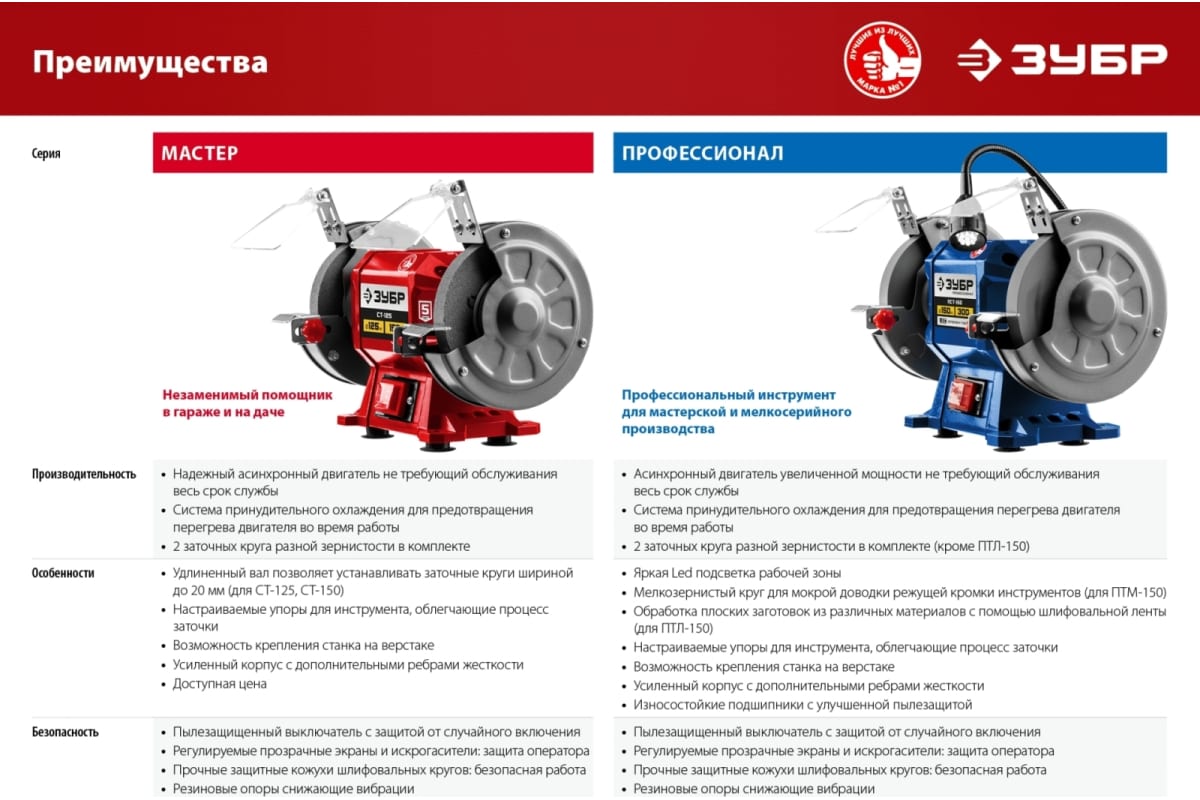 Преимущества
ЛУЧШИЕ ИЗ ЛУЧШИХ
МАРКА №1
ЗУБР
Серия
МАСТЕР
ЗУБР
СТ-125
125
5
Незаменимый помощник
в гараже и на даче
ПРОФЕССИОНАЛ
ЗУБР
150 300
Профессиональный инструмент
для мастерской и мелкосерийного
производства
Производительность
• Надежный асинхронный двигатель не требующий обслуживания
весь срок службы
• Система принудительного охлаждения для предотвращения
перегрева двигателя во время работы
• 2 заточных круга разной зернистости в комплекте
• Асинхронный двигатель увеличенной мощности не требующий обслуживания
весь срок службы
• Система принудительного охлаждения для предотвращения перегрева двигателя
во время работы
• 2 заточных круга разной зернистости в комплекте (кроме ПТЛ-150)
Особенности
• Удлиненный вал позволяет устанавливать заточные круги шириной
до 20 мм (для СТ-125, СТ-150)
• Настраиваемые упоры для инструмента, облегчающие процесс
заточки
• Возможность крепления станка на верстаке
• Усиленный корпус с дополнительными ребрами жесткости
• Доступная цена
• Яркая Led подсветка рабочей зоны
• Мелкозернистый круг для мокрой доводки режущей кромки инструментов (для ПТМ-150)
• Обработка плоских заготовок из различных материалов с помощью шлифовальной ленты
(для ПТЛ-150)
• Настраиваемые упоры для инструмента, облегчающие процесс заточки
• Возможность крепления станка на верстаке
• Усиленный корпус с дополнительными ребрами жесткости
• Износостойкие подшипники с улучшенной пылезащитой
Безопасность
• Пылезащищенный выключатель с защитой от случайного включения
• Регулируемые прозрачные экраны и искрогасители: защита оператора
• Прочные защитные кожухи шлифовальных кругов: безопасная работа
• Резиновые опоры снижающие вибрации
• Пылезащищенный выключатель с защитой от случайного включения
• Регулируемые прозрачные экраны и искрогасители: защита оператора
• Прочные защитные кожухи шлифовальных кругов: безопасная работа
• Резиновые опоры снижающие вибрации